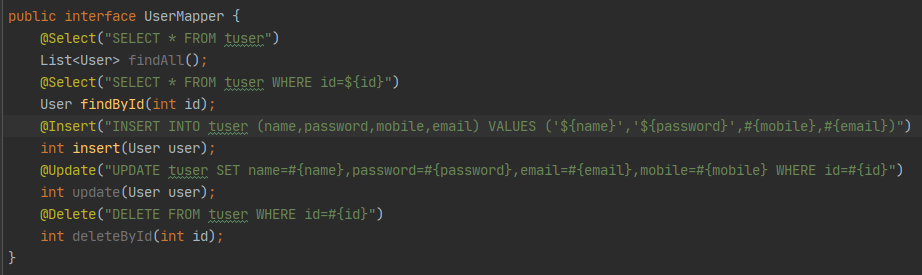 public interface UserMapper {
@Select("SELECT * FROM tuser")
List<User> findAll();
@Select("SELECT * FROM tuser WHERE id=${id}")
User findById(int id);
@Insert("INSERT INTO tuser (name,password,mobile,email) VALUES ('${name}','${password}',#{mobile},#{email})")
int insert(User user);
@Update("UPDATE tuser SET name=#{name},password=#{password},email=#{email},mobile=#{mobile} WHERE id=#{id}")
int update(User user);
@Delete("DELETE FROM tuser WHERE id=#{id}")
int deleteById(int id);
}